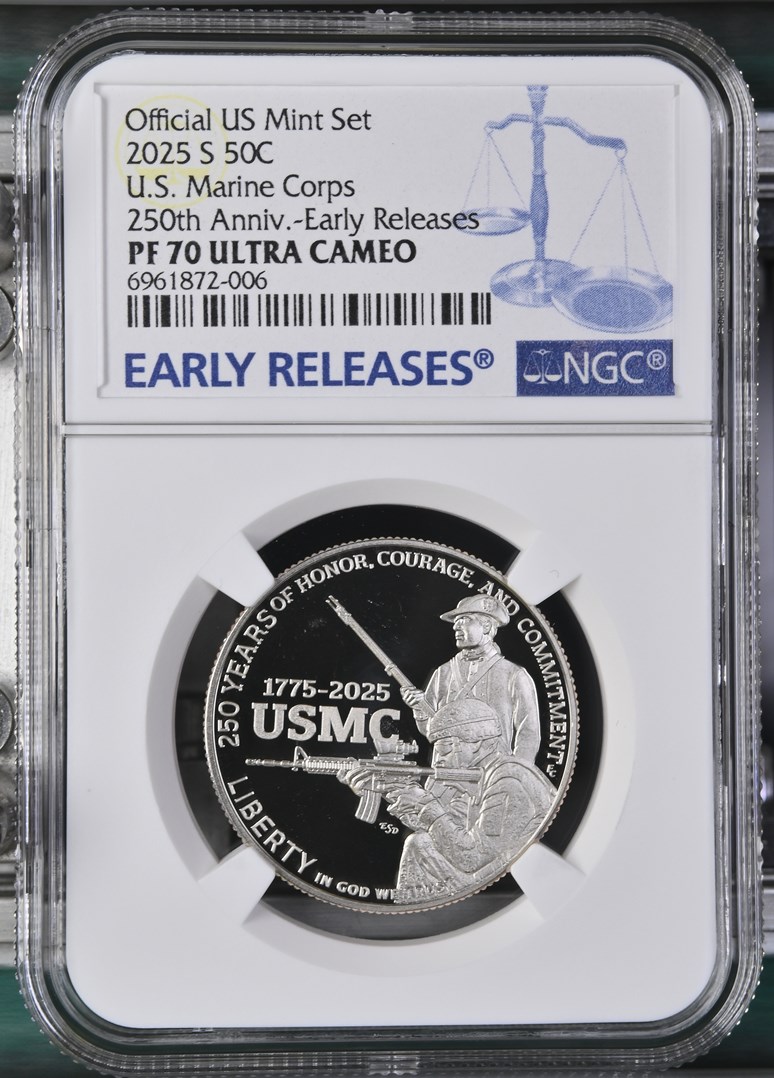 Official US Mint Set
2025 S 50C
U.S. Marine Corps
250th Anniv.-Early Releases
PF 70 ULTRA CAMEO
6961872-006
EARLY RELEASES®
NGC®
250 YEARS OF HONOR, COURAGE, AND COMMITMENT
1775-2025
USMC
ESD
LIBERTY
IN GOD WE TRUST